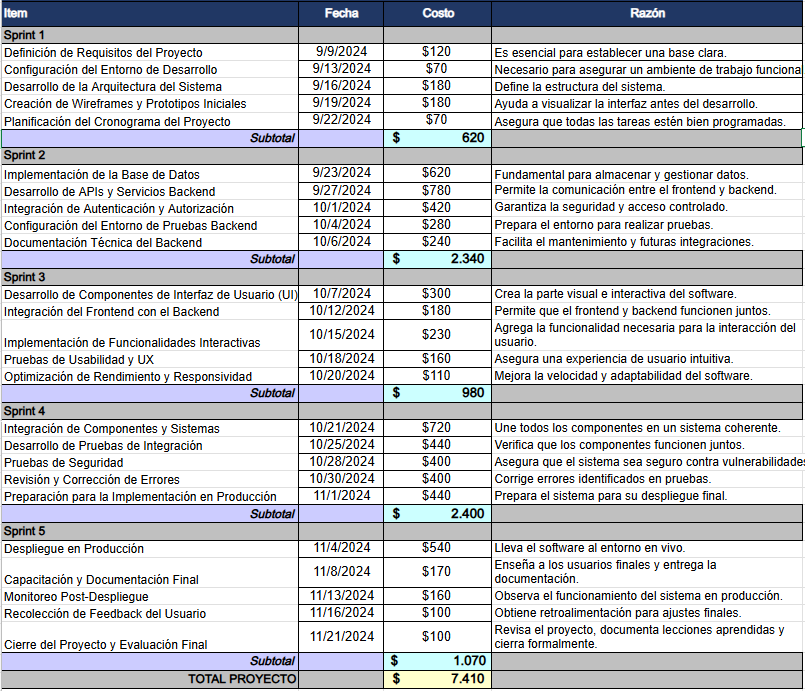 Item Fecha Costo Razón
Sprint 1
Definición de Requisitos del Proyecto 9/9/2024 $120 Es esencial para establecer una base clara.
Configuración del Entorno de Desarrollo 9/13/2024 $70 Necesario para asegurar un ambiente de trabajo funciona
Desarrollo de la Arquitectura del Sistema 9/16/2024 $180 Define la estructura del sistema.
Creación de Wireframes y Prototipos Iniciales 9/19/2024 $180 Ayuda a visualizar la interfaz antes del desarrollo.
Planificación del Cronograma del Proyecto 9/22/2024 $70 Asegura que todas las tareas estén bien programadas.
Subtotal $ 620
Sprint 2
Implementación de la Base de Datos 9/23/2024 $620 Fundamental para almacenar y gestionar datos.
Desarrollo de APIs y Servicios Backend 9/27/2024 $780 Permite la comunicación entre el frontend y backend.
Integración de Autenticación y Autorización 10/1/2024 $420 Garantiza la seguridad y acceso controlado.
Configuración del Entorno de Pruebas Backend 10/4/2024 $280 Prepara el entorno para realizar pruebas.
Documentación Técnica del Backend 10/6/2024 $240 Facilita el mantenimiento y futuras integraciones.
Subtotal $ 2.340
Sprint 3
Desarrollo de Componentes de Interfaz de Usuario (UI) 10/7/2024 $300 Crea la parte visual e interactiva del software.
Integración del Frontend con el Backend 10/12/2024 $180 Permite que el frontend y backend funcionen juntos.
Implementación de Funcionalidades Interactivas 10/15/2024 $230 Agrega la funcionalidad necesaria para la interacción del
usuario.
Pruebas de Usabilidad y UX 10/18/2024 $160 Asegura una experiencia de usuario intuitiva.
Optimización de Rendimiento y Responsividad 10/20/2024 $110 Mejora la velocidad y adaptabilidad del software.
Subtotal $ 980
Sprint 4
Integración de Componentes y Sistemas 10/21/2024 $720 Une todos los componentes en un sistema coherente.
Desarrollo de Pruebas de Integración 10/25/2024 $440 Verifica que los componentes funcionen juntos.
Pruebas de Seguridad 10/28/2024 $400 Asegura que el sistema sea seguro contra vulnerabilidades
Revisión y Corrección de Errores 10/30/2024 $400 Corrige errores identificados en pruebas.
Preparación para la Implementación en Producción 11/1/2024 $440 Prepara el sistema para su despliegue final.
Subtotal $ 2.400
Sprint 5
Despliegue en Producción 11/4/2024 $540 Lleva el software al entorno en vivo.
Capacitación y Documentación Final 11/8/2024 $170 Enseña a los usuarios finales y entrega la
documentación.
Monitoreo Post-Despliegue 11/13/2024 $160 Observa el funcionamiento del sistema en producción.
Recolección de Feedback del Usuario 11/16/2024 $100 Obtiene retroalimentación para ajustes finales.
Cierre del Proyecto y Evaluación Final 11/21/2024 $100 Revisa el proyecto, documenta lecciones aprendidas y
cierra formalmente.
Subtotal $ 1.070
TOTAL PROYECTO $ 7.410